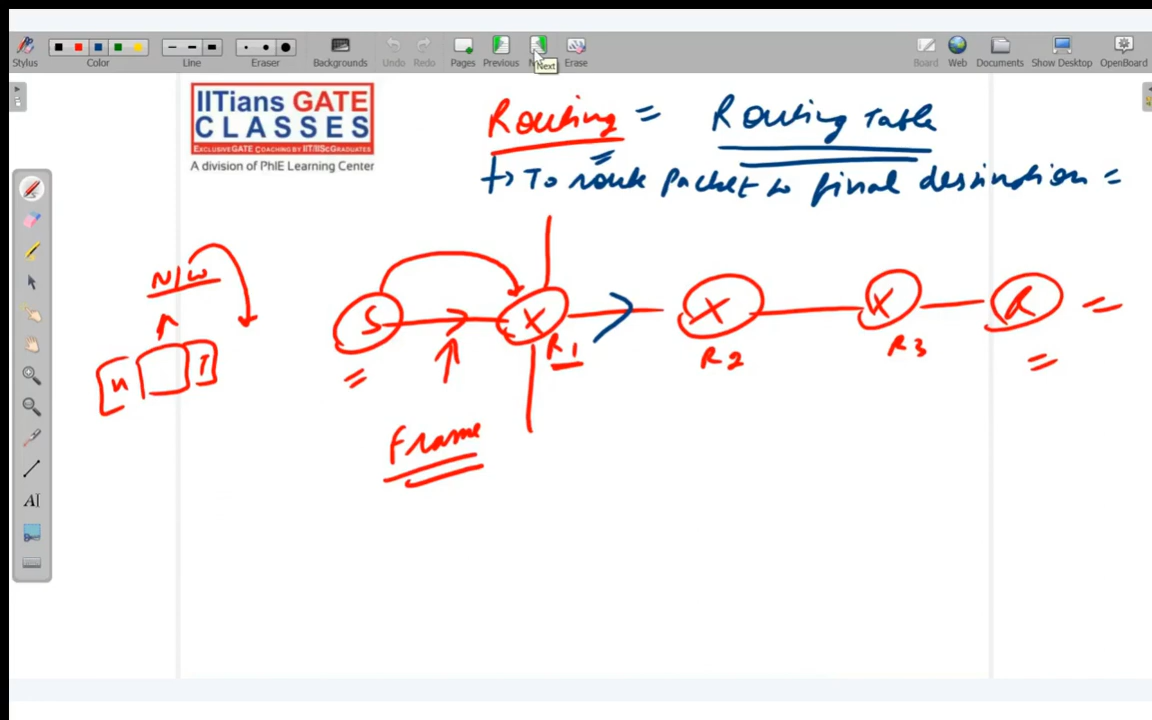 Stylus
Color
Line
Eraser
Backgrounds
Undo
Redo
Pages
Previous
Next
Erase
Board
Web
Documents
Show Desktop
OpenBoard
IITians GATE
CLASSES
EXCLUSIVE GATE COACHING BY IIT/IISc GRADUATES
A division of PhIE Learning Center
Routing = Routing Table
To route packet to final destination =
N/W
H T
S X X X R
R1 R2 R3
Frame
AI